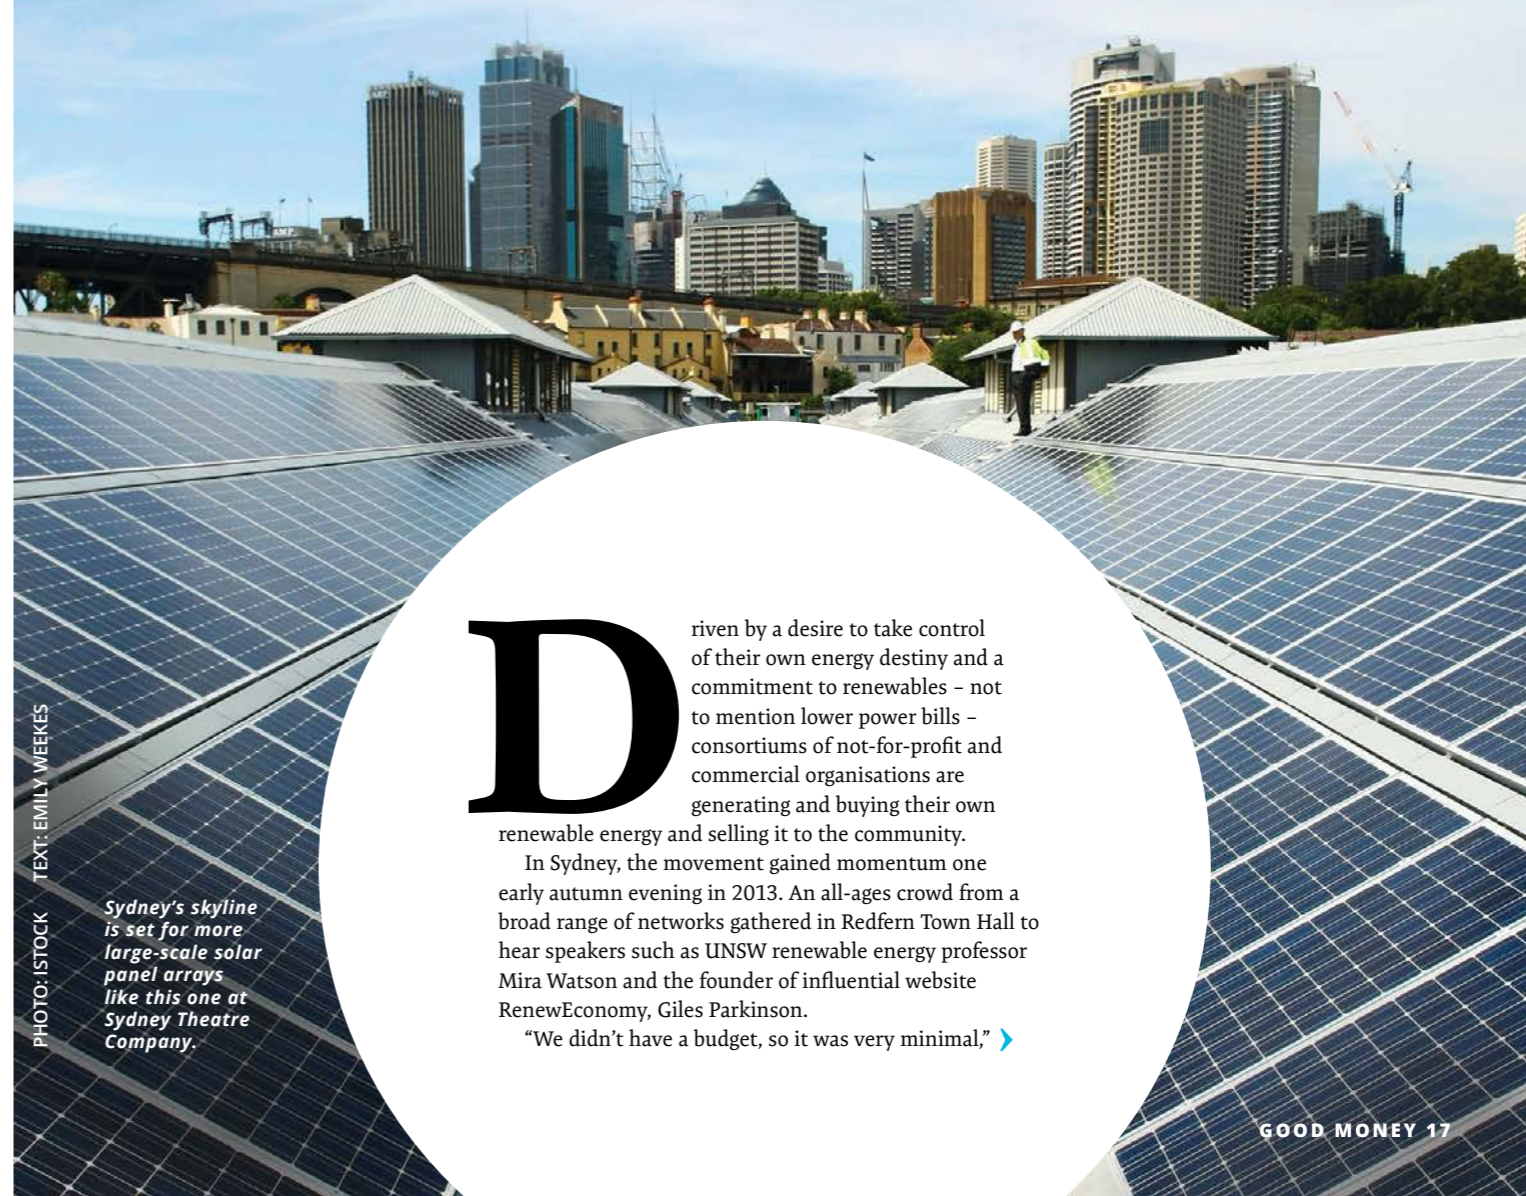 Driven by a desire to take control
of their own energy destiny and a
commitment to renewables – not
to mention lower power bills –
consortiums of not-for-profit and
commercial organisations are
generating and buying their own
renewable energy and selling it to the community.
In Sydney, the movement gained momentum one
early autumn evening in 2013. An all-ages crowd from a
broad range of networks gathered in Redfern Town Hall to
hear speakers such as UNSW renewable energy professor
Mira Watson and the founder of influential website
RenewEconomy, Giles Parkinson.
“We didn’t have a budget, so it was very minimal,”
Sydney’s skyline
is set for more
large-scale solar
panel arrays
like this one at
Sydney Theatre
Company.
PHOTO: ISTOCK TEXT: EMILY WEEKES
GOOD MONEY 17